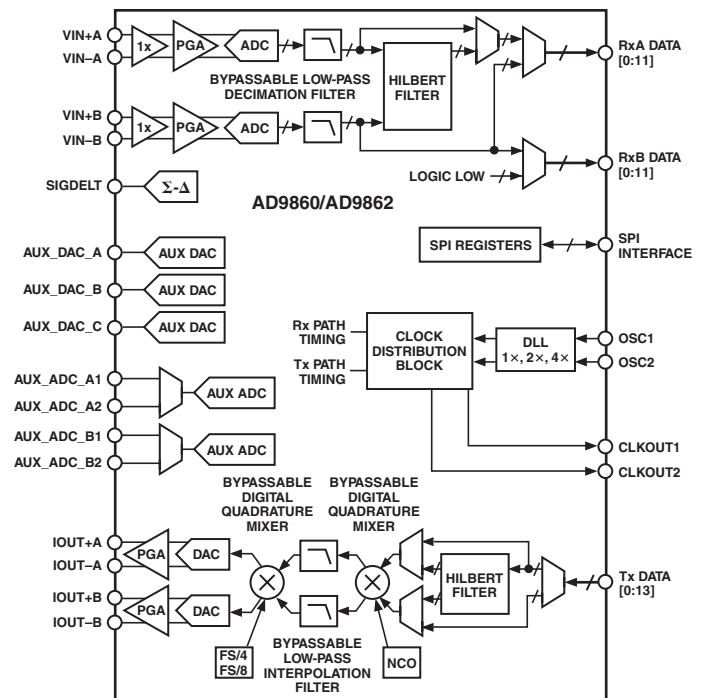 VIN+A
VIN–A
1x
PGA
ADC
BYPASSABLE LOW-PASS
DECIMATION FILTER
HILBERT
FILTER
RxA DATA
[0:11]
VIN+B
VIN–B
1x
PGA
ADC
LOGIC LOW
RxB DATA
[0:11]
SIGDELT
Σ-Δ
AD9860/AD9862
SPI REGISTERS
SPI
INTERFACE
AUX_DAC_A
AUX DAC
AUX_DAC_B
AUX DAC
AUX_DAC_C
AUX DAC
Rx PATH
TIMING
Tx PATH
TIMING
CLOCK
DISTRIBUTION
BLOCK
DLL
1×, 2×, 4×
OSC1
OSC2
AUX_ADC_A1
AUX_ADC_A2
AUX ADC
AUX_ADC_B1
AUX_ADC_B2
AUX ADC
CLKOUT1
CLKOUT2
BYPASSABLE
DIGITAL
QUADRATURE
MIXER
BYPASSABLE
DIGITAL
QUADRATURE
MIXER
IOUT+A
IOUT–A
PGA
DAC
IOUT+B
IOUT–B
PGA
DAC
HILBERT
FILTER
Tx DATA
[0:13]
FS/4
FS/8
BYPASSABLE
LOW-PASS
INTERPOLATION
FILTER
NCO